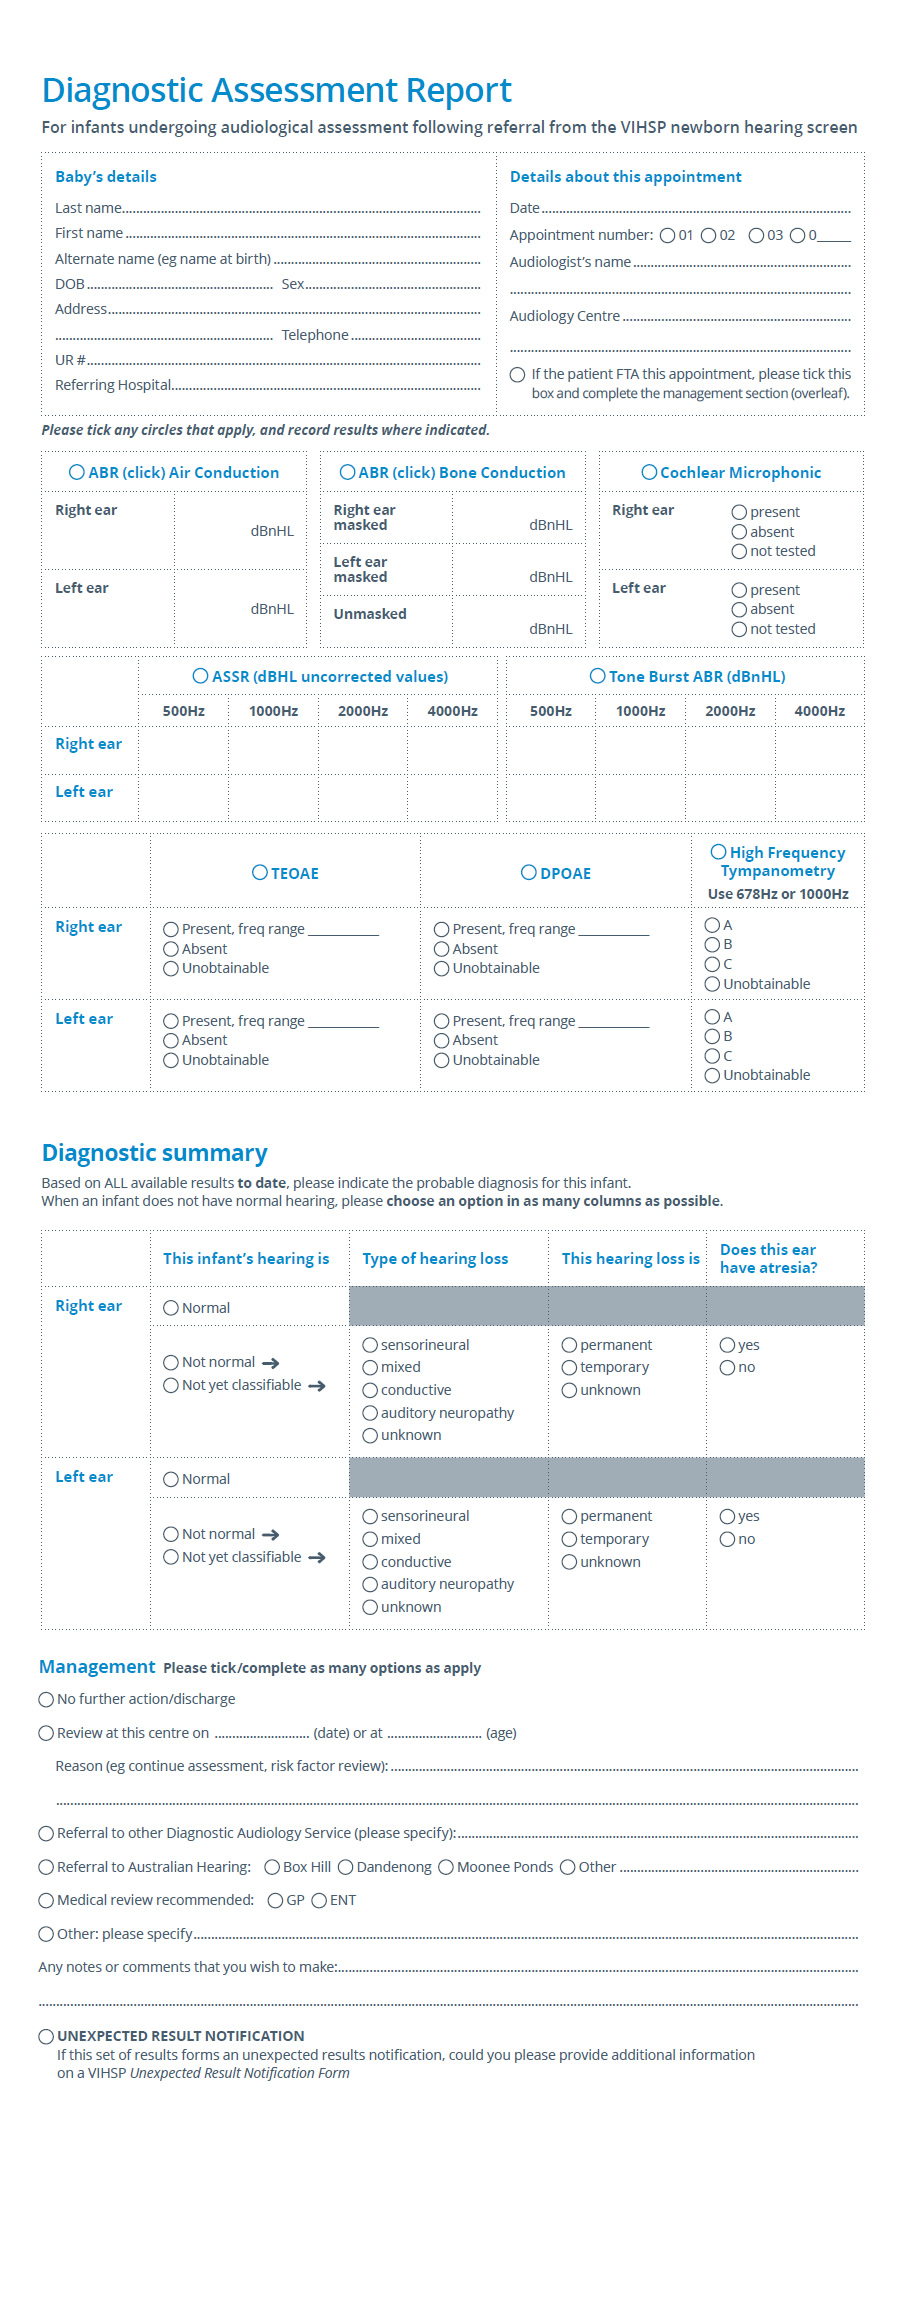 Diagnostic Assessment Report
For infants undergoing audiological assessment following referral from the VIHSP newborn hearing screen
Baby's details
Last name
First name
Alternate name (eg name at birth)
DOB Sex
Address
Telephone
UR #
Referring Hospital
Details about this appointment
Date
Appointment number: 01 02 03 0_____
Audiologist's name
Audiology Centre
If the patient FTA this appointment, please tick this
box and complete the management section (overleaf).
Please tick any circles that apply, and record results where indicated.
ABR (click) Air Conduction
Right ear
dBnHL
Left ear
dBnHL
ABR (click) Bone Conduction
Right ear
masked
dBnHL
Left ear
masked
dBnHL
Unmasked
dBnHL
Cochlear Microphonic
Right ear
present
absent
not tested
Left ear
present
absent
not tested
ASSR (dBHL uncorrected values) Tone Burst ABR (dBnHL)
500Hz 1000Hz 2000Hz 4000Hz 500Hz 1000Hz 2000Hz 4000Hz
Right ear
Left ear
TEOAE
DPOAE
High Frequency
Tympanometry
Use 678Hz or 1000Hz
Right ear
Present, freq range __________
Absent
Unobtainable
Present, freq range __________
Absent
Unobtainable
A
B
C
Unobtainable
Left ear
Present, freq range __________
Absent
Unobtainable
Present, freq range __________
Absent
Unobtainable
A
B
C
Unobtainable
Diagnostic summary
Based on ALL available results to date, please indicate the probable diagnosis for this infant.
When an infant does not have normal hearing, please choose an option in as many columns as possible.
This infant's hearing is
Type of hearing loss
This hearing loss is
Does this ear
have atresia?
Right ear
Normal
Not normal ➔
Not yet classifiable ➔
sensorineural
mixed
conductive
auditory neuropathy
unknown
permanent
temporary
unknown
yes
no
Left ear
Normal
Not normal ➔
Not yet classifiable ➔
sensorineural
mixed
conductive
auditory neuropathy
unknown
permanent
temporary
unknown
yes
no
Management Please tick/complete as many options as apply
No further action/discharge
Review at this centre on ........................... (date) or at ........................... (age)
Reason (eg continue assessment, risk factor review):
Referral to other Diagnostic Audiology Service (please specify):
Referral to Australian Hearing: Box Hill Dandenong Moonee Ponds Other
Medical review recommended: GP ENT
Other: please specify
Any notes or comments that you wish to make:
UNEXPECTED RESULT NOTIFICATION
If this set of results forms an unexpected results notification, could you please provide additional information
on a VIHSP Unexpected Result Notification Form